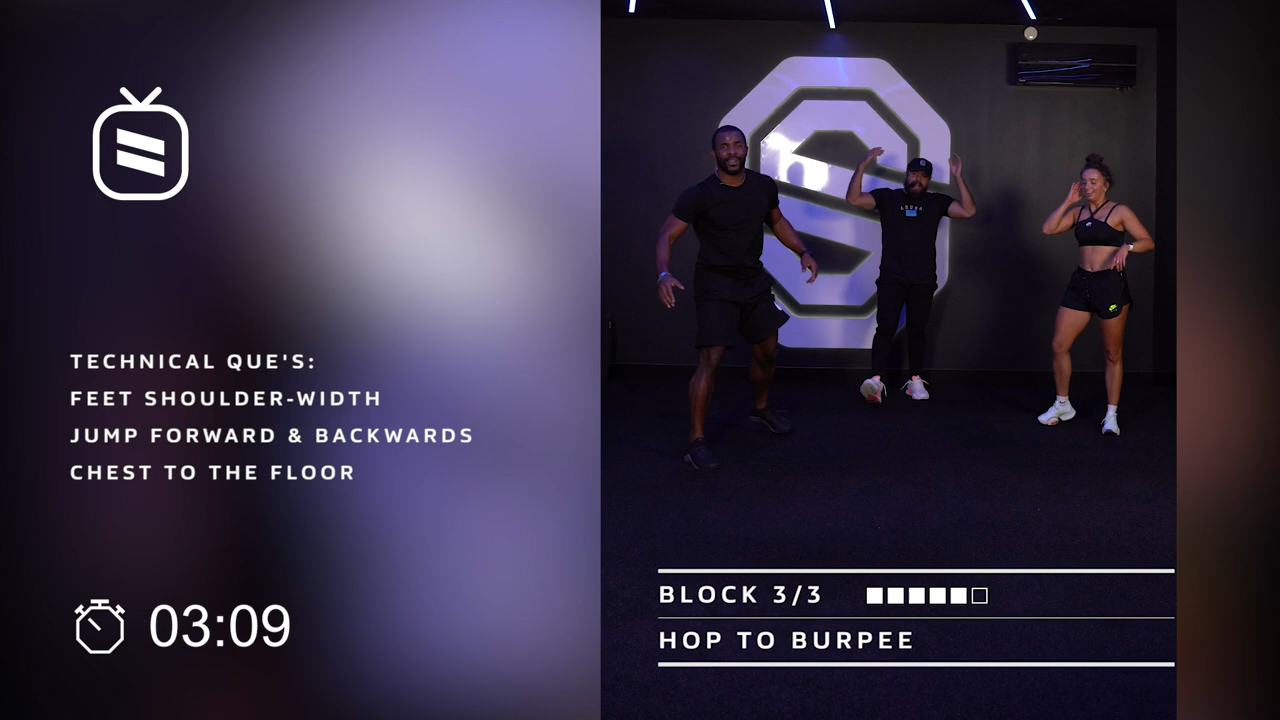 TECHNICAL QUE'S:
FEET SHOULDER-WIDTH
JUMP FORWARD & BACKWARDS
CHEST TO THE FLOOR
03:09
BLOCK 3/3
HOP TO BURPEE